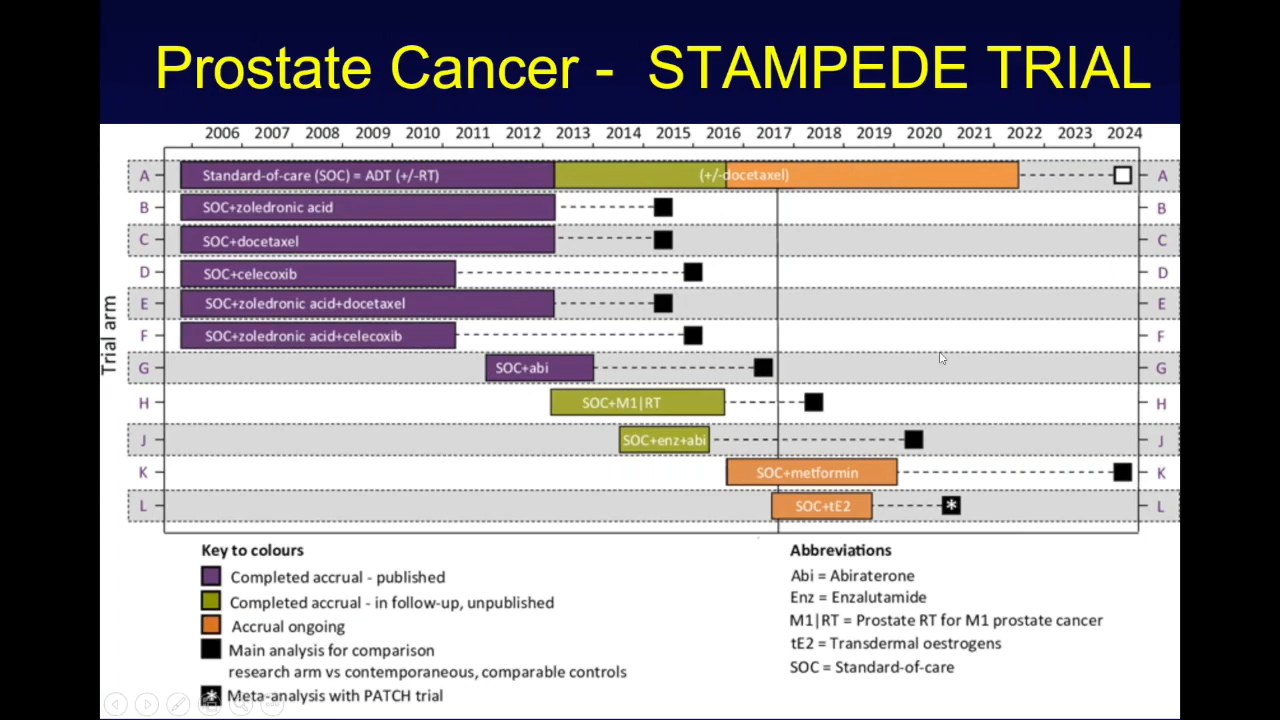 Prostate Cancer - STAMPEDE TRIAL
2006 2007 2008 2009 2010 2011 2012 2013 2014 2015 2016 2017 2018 2019 2020 2021 2022 2023 2024
Trial arm
A Standard-of-care (SOC) = ADT (+/-RT) (+/-docetaxel) A
B SOC+zoledronic acid B
C SOC+docetaxel C
D SOC+celecoxib D
E SOC+zoledronic acid+docetaxel E
F SOC+zoledronic acid+celecoxib F
G SOC+abi G
H SOC+M1|RT H
J SOC+enz+abi J
K SOC+metformin K
L SOC+tE2 * L
Key to colours
Completed accrual - published
Completed accrual - in follow-up, unpublished
Accrual ongoing
Main analysis for comparison
research arm vs contemporaneous, comparable controls
* Meta-analysis with PATCH trial
Abbreviations
Abi = Abiraterone
Enz = Enzalutamide
M1|RT = Prostate RT for M1 prostate cancer
tE2 = Transdermal oestrogens
SOC = Standard-of-care